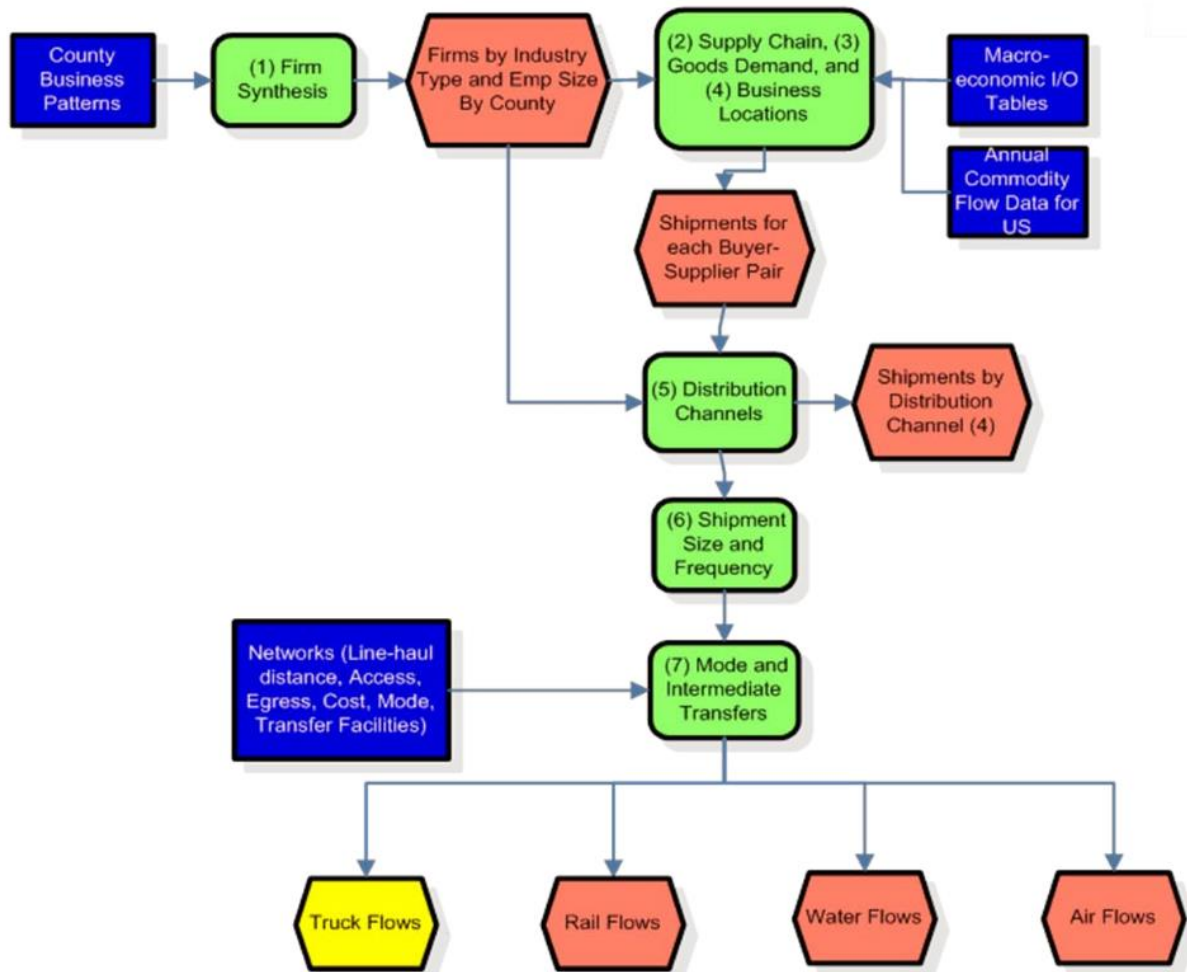 County
Business
Patterns
(1) Firm
Synthesis
Firms by Industry
Type and Emp Size
By County
(2) Supply Chain, (3)
Goods Demand, and
(4) Business
Locations
Macro-
economic I/O
Tables
Annual
Commodity
Flow Data for
US
Shipments for
each Buyer-
Supplier Pair
(5) Distribution
Channels
Shipments by
Distribution
Channel (4)
(6) Shipment
Size and
Frequency
Networks (Line-haul
distance, Access,
Egress, Cost, Mode,
Transfer Facilities)
(7) Mode and
Intermediate
Transfers
Truck Flows
Rail Flows
Water Flows
Air Flows